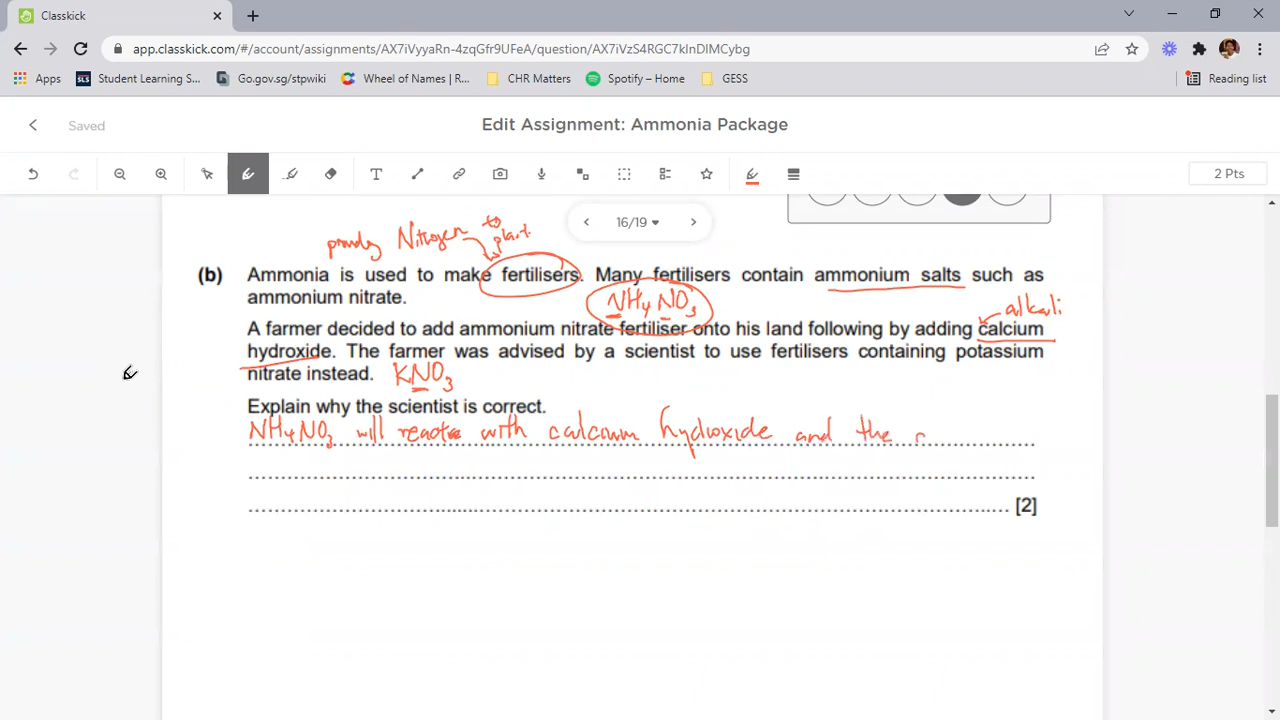 Classkick
app.classkick.com/#/account/assignments/AX7iVyyaRn-4zqGfr9UFeA/question/AX7iVzS4RGC7kInDIMCybg
Apps
SLS
Student Learning S...
Go.gov.sg/stpwiki
Wheel of Names | R...
CHR Matters
Spotify – Home
GESS
Reading list
Saved
Edit Assignment: Ammonia Package
2 Pts
16/19
Nitrogen to
(b) Ammonia is used to make fertilisers. Many fertilisers contain ammonium salts such as
ammonium nitrate.
NH4NO3
alkali
A farmer decided to add ammonium nitrate fertiliser onto his land following by adding calcium
hydroxide. The farmer was advised by a scientist to use fertilisers containing potassium
nitrate instead. KNO3
Explain why the scientist is correct.
NH4NO3 will react with calcium hydroxide and the
[2]